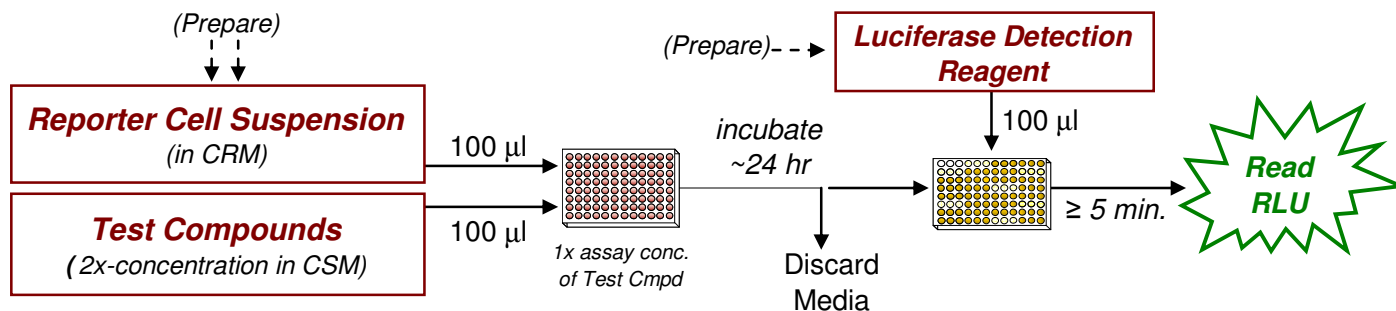 (Prepare)
Reporter Cell Suspension
(in CRM)
100 µl
Test Compounds
(2x-concentration in CSM)
100 µl
1x assay conc.
of Test Cmpd
incubate
~24 hr
Discard
Media
(Prepare)
Luciferase Detection
Reagent
100 µl
≥ 5 min.
Read
RLU